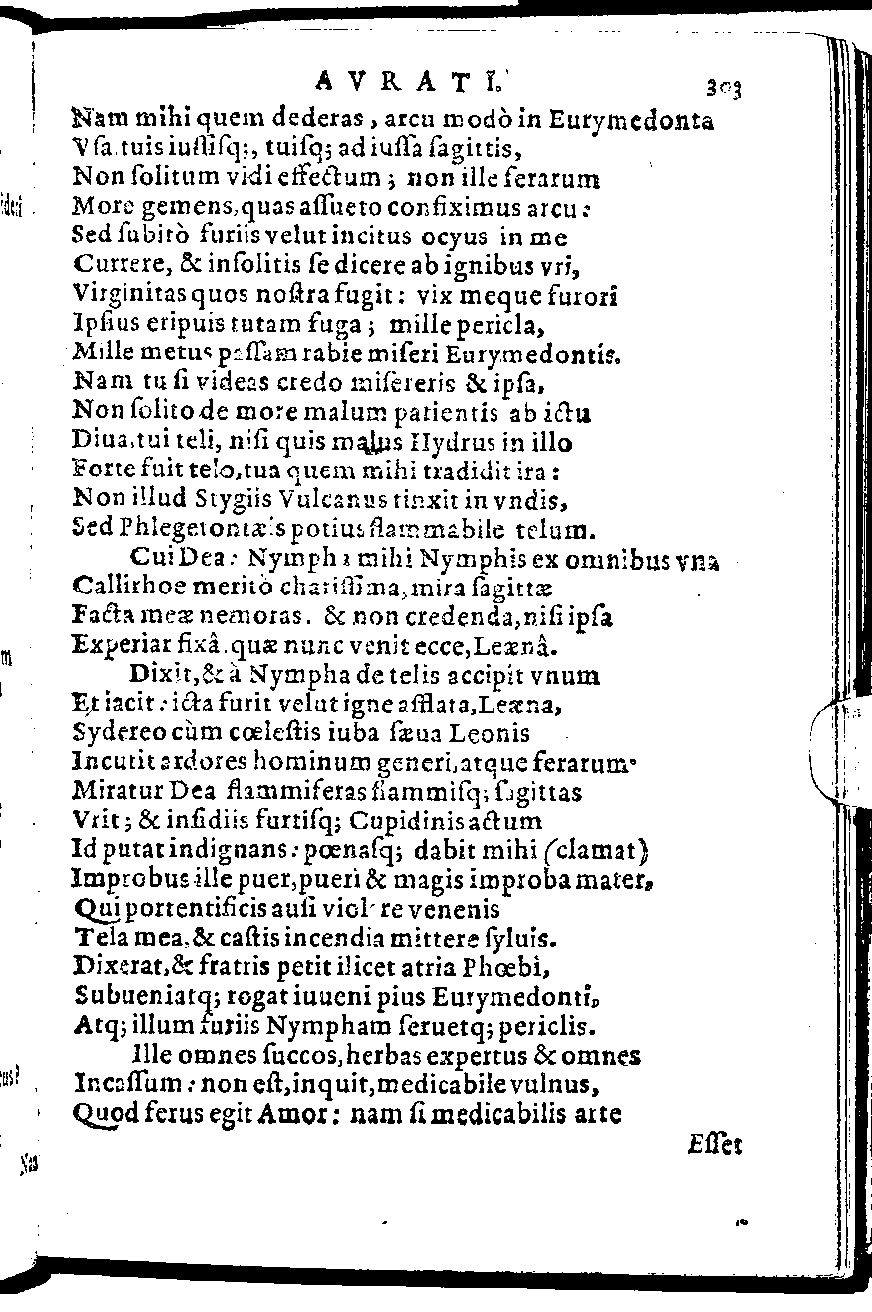 AVRATI. 303
Nam mihi quem dederas, arcu modò in Eurymedonta
Vſa tuis iuſſiſq;, tuiſq; ad iuſſa ſagittis,
Non ſolitum vidi effectum; non ille ferarum
More gemens, quas aſſueto confiximus arcu:
Sed ſubitò furiis velut incitus ocyus in me
Currere, & inſolitis ſe dicere ab ignibus vri,
Virginitas quos noſtra fugit: vix meque furori
Ipſius eripuis tutam fuga; mille pericla,
Mille metus paſſam rabie miſeri Eurymedontis.
Nam tu ſi videas credo miſereris & ipſa,
Non ſolito de more malum patientis ab ictu
Diua, tui teli, niſi quis malus Hydrus in illo
Forte fuit telo, tua quem mihi tradidit ira:
Non illud Stygiis Vulcanus tinxit in vndis,
Sed Phlegetontæis potius flammabile telum.
Cui Dea: Nympha mihi Nymphis ex omnibus vna
Callirhoe meritò chariſſima, mira ſagittæ
Facta meæ nemoras. & non credenda, niſi ipſa
Experiar fixâ, quæ nunc venit ecce, Leænâ.
Dixit, & à Nympha de telis accipit vnum
Et iacit: icta furit velut igne afflata, Leæna,
Sydereo cùm cœleſtis iuba ſæua Leonis
Incutit ardores hominum generi, atque ferarum.
Miratur Dea flammiferas flammiſq; ſagittas
Vrit; & inſidiis furtiſq; Cupidinis actum
Id putat indignans: pœnaſq; dabit mihi (clamat)
Improbus ille puer, pueri & magis improba mater,
Qui portentificis auſi viol re venenis
Tela mea, & caſtis incendia mittere ſyluis.
Dixerat, & fratris petit ilicet atria Phœbi,
Subueniatq; rogat iuueni pius Eurymedonti,
Atq; illum furiis Nympham ſeruetq; periclis.
Ille omnes ſuccos, herbas expertus & omnes
Incaſſum: non eſt, inquit, medicabile vulnus,
Quod ferus egit Amor: nam ſi medicabilis arte
Eſſet